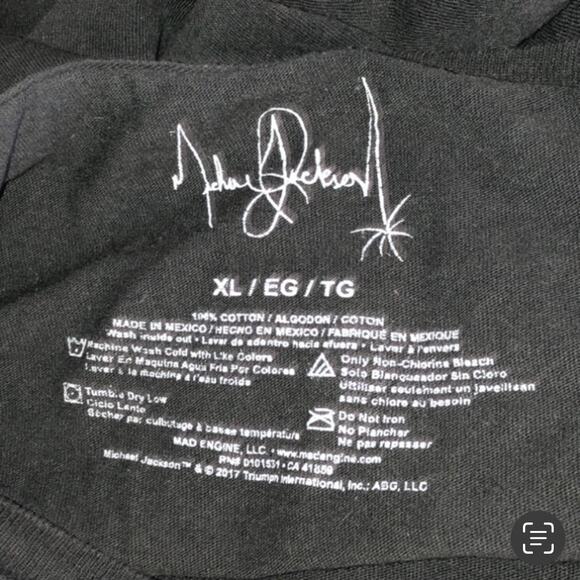 Michael Jackson
XL / EG / TG
100% COTTON / ALGODON / COTON
MADE IN MEXICO / HECHO EN MEXICO / FABRIQUÉ EN MEXIQUE
Wash inside out • Lavar de adentro hacia afuera • Laver à l'envers
Machine Wash Cold with Like Colors
Lavar En Maquina Agua Fria Por Colores
Laver à la machine à l'eau froide
Only Non-Chlorine Bleach
Solo Blanqueador Sin Cloro
Utiliser seulement un javellisan
sans chlore au besoin
Tumble Dry Low
Ciclo Lento
Sécher par culbutage à basse température
Do Not Iron
No Planchar
Ne pas repasser
MAD ENGINE, LLC. • www.madengine.com
RN# 0101531 • CA 41859
Michael Jackson™ & © 2017 Triumph International, Inc.; ABG, LLC